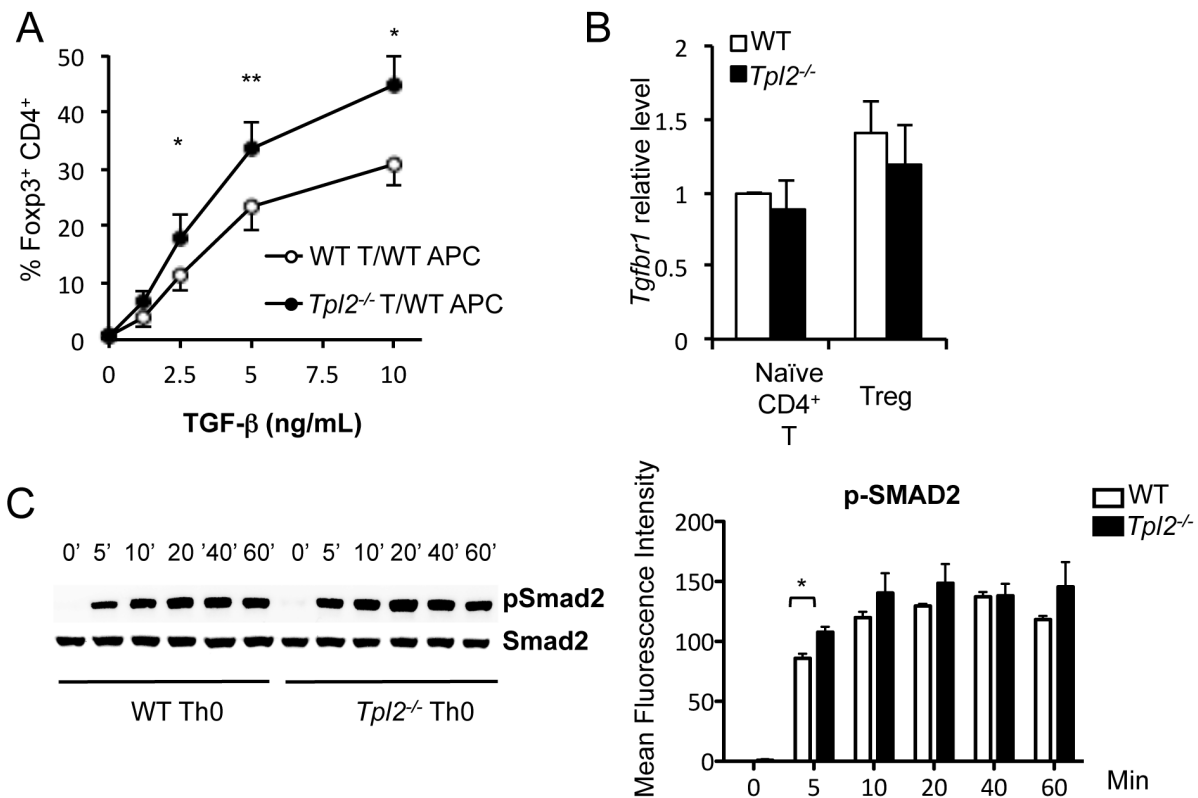 A
50
40
30
20
10
0
% Foxp3⁺ CD4⁺
*
**
*
WT T/WT APC
Tpl2⁻/⁻ T/WT APC
0 2.5 5 7.5 10
TGF-β (ng/mL)
B
WT
Tpl2⁻/⁻
2
1.5
1
0.5
0
Tgfbr1 relative level
Naïve
CD4⁺
T
Treg
C
0’ 5’ 10’ 20 ‘40’ 60’ 0’ 5’ 10’ 20’ 40’ 60’
pSmad2
Smad2
WT Th0
Tpl2⁻/⁻ Th0
p-SMAD2
WT
Tpl2⁻/⁻
Mean Fluorescence Intensity
200
150
100
50
0
*
0 5 10 20 40 60 Min